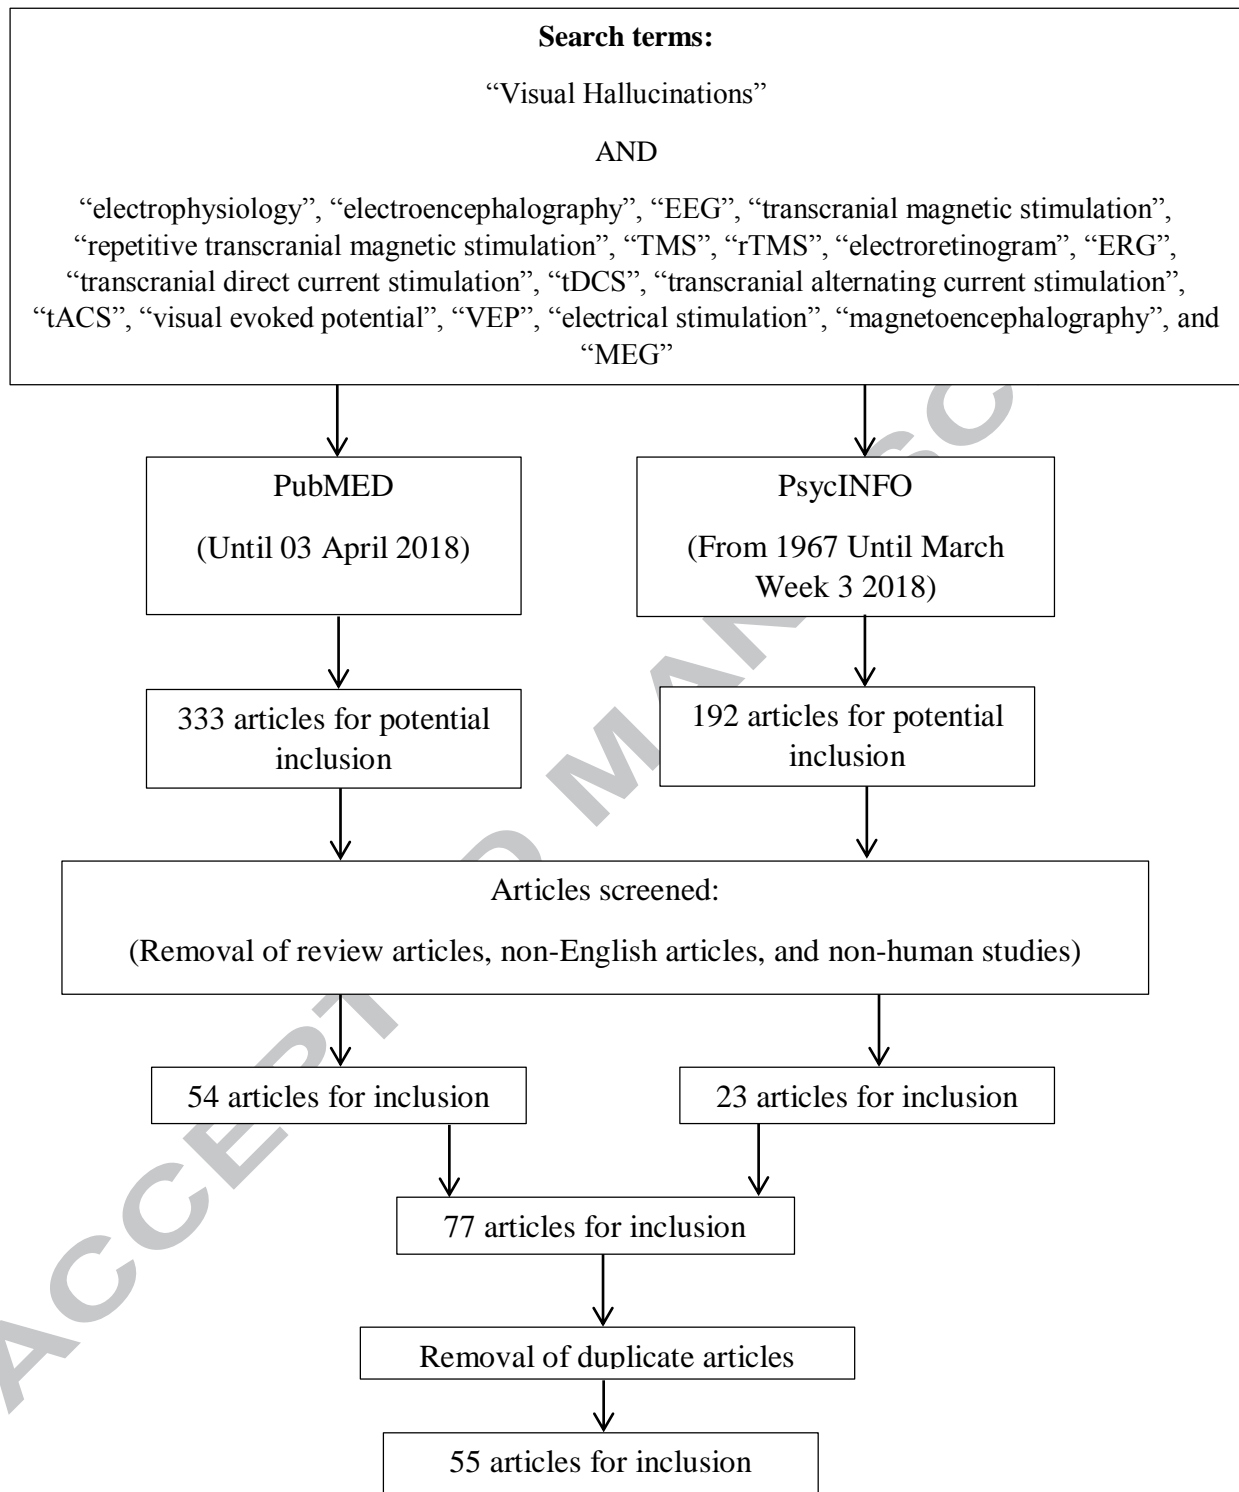 Search terms:
“Visual Hallucinations”
AND
“electrophysiology”, “electroencephalography”, “EEG”, “transcranial magnetic stimulation”,
“repetitive transcranial magnetic stimulation”, “TMS”, “rTMS”, “electroretinogram”, “ERG”,
“transcranial direct current stimulation”, “tDCS”, “transcranial alternating current stimulation”,
“tACS”, “visual evoked potential”, “VEP”, “electrical stimulation”, “magnetoencephalography”, and
“MEG”
PubMED
(Until 03 April 2018)
PsycINFO
(From 1967 Until March
Week 3 2018)
333 articles for potential
inclusion
192 articles for potential
inclusion
Articles screened:
(Removal of review articles, non-English articles, and non-human studies)
54 articles for inclusion
23 articles for inclusion
77 articles for inclusion
Removal of duplicate articles
55 articles for inclusion
ACCEPTED MANUSC